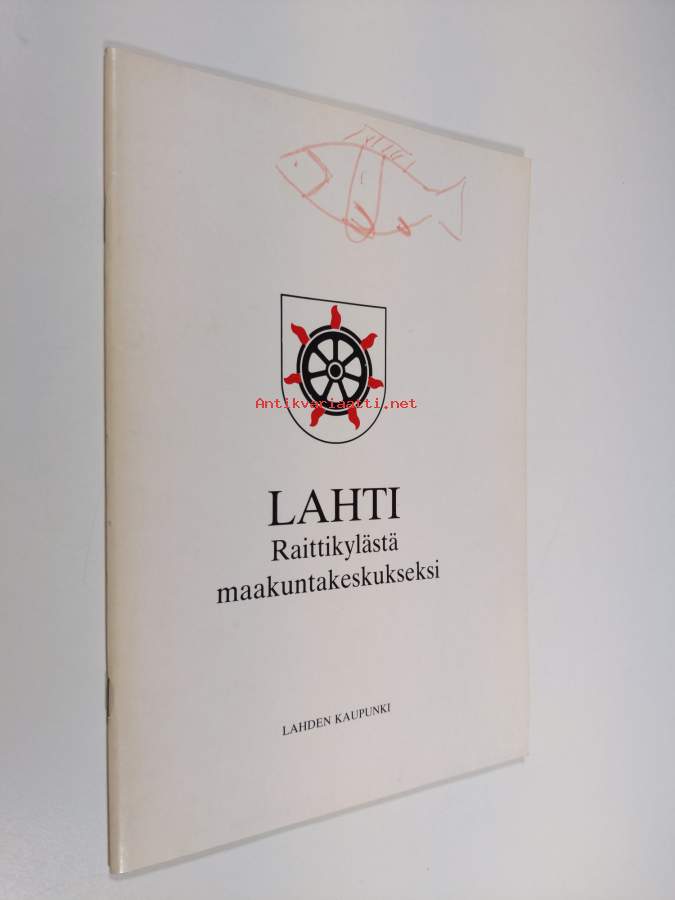 Antikvariaatti.net
LAHTI
Raittikylästä
maakuntakeskukseksi
LAHDEN KAUPUNKI